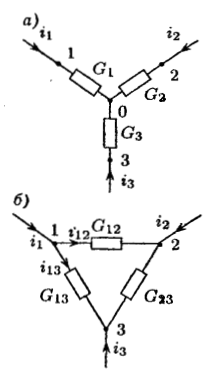 а)
i₁
i₂
1
G₁
G₂
2
0
G₃
3
i₃
б)
i₂
1
i₁₂
G₁₂
i₁
2
i₁₃
G₁₃
G₂₃
3
i₃